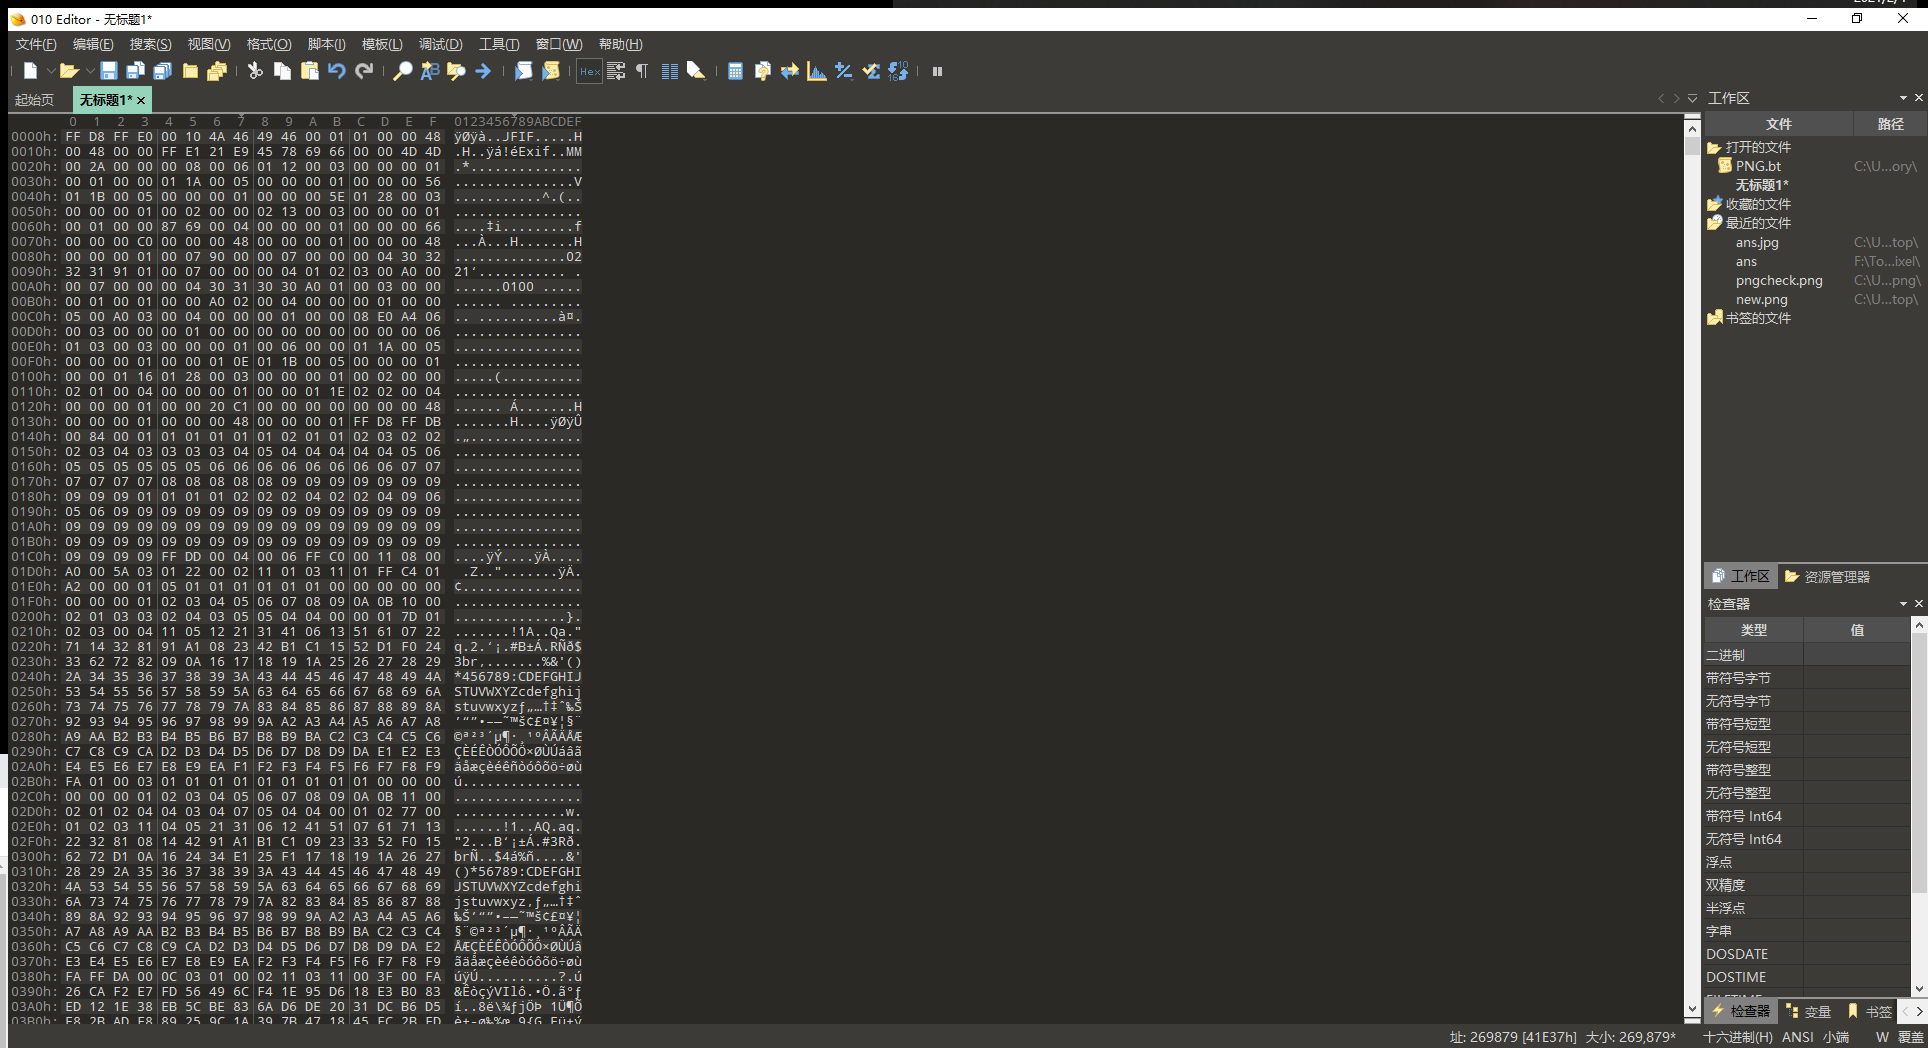 2021/2/1
010 Editor - 无标题1*
文件(F) 编辑(E) 搜索(S) 视图(V) 格式(O) 脚本(I) 模板(L) 调试(D) 工具(T) 窗口(W) 帮助(H)
起始页 无标题1*
0 1 2 3 4 5 6 7 8 9 A B C D E F 0123456789ABCDEF
0000h: FF D8 FF E0 00 10 4A 46 49 46 00 01 01 00 00 48 ÿØÿà..JFIF.....H
0010h: 00 48 00 00 FF E1 21 E9 45 78 69 66 00 00 4D 4D .H..ÿá!éExif..MM
0020h: 00 2A 00 00 00 08 00 06 01 12 00 03 00 00 00 01 .*..............
0030h: 00 01 00 00 01 1A 00 05 00 00 00 01 00 00 00 56 ...............V
0040h: 01 1B 00 05 00 00 00 01 00 00 00 5E 01 28 00 03 ...........^.(..
0050h: 00 00 00 01 00 02 00 00 02 13 00 03 00 00 00 01 ................
0060h: 00 01 00 00 87 69 00 04 00 00 00 01 00 00 00 66 ....‡i.........f
0070h: 00 00 00 C0 00 00 00 48 00 00 00 01 00 00 00 48 ...À...H.......H
0080h: 00 00 00 01 00 07 90 00 00 07 00 00 00 04 30 32 ..............02
0090h: 32 31 91 01 00 07 00 00 00 04 01 02 03 00 A0 00 21‘........... .
00A0h: 00 07 00 00 00 04 30 31 30 30 A0 01 00 03 00 00 ......0100 .....
00B0h: 00 01 00 01 00 00 A0 02 00 04 00 00 00 01 00 00 ...... .........
00C0h: 05 00 A0 03 00 04 00 00 00 01 00 00 08 E0 A4 06 .. ..........à¤.
00D0h: 00 03 00 00 00 01 00 00 00 00 00 00 00 00 00 06 ................
00E0h: 01 03 00 03 00 00 00 01 00 06 00 00 01 1A 00 05 ................
00F0h: 00 00 00 01 00 00 01 0E 01 1B 00 05 00 00 00 01 ................
0100h: 00 00 01 16 01 28 00 03 00 00 00 01 00 02 00 00 .....(..........
0110h: 02 01 00 04 00 00 00 01 00 00 01 1E 02 02 00 04 ................
0120h: 00 00 00 01 00 00 20 C1 00 00 00 00 00 00 00 48 ...... Á.......H
0130h: 00 00 00 01 00 00 00 48 00 00 00 01 FF D8 FF DB .......H....ÿØÿÛ
0140h: 00 84 00 01 01 01 01 01 01 02 01 01 02 03 02 02 .„..............
0150h: 02 03 04 03 03 03 03 04 05 04 04 04 04 04 05 06 ................
0160h: 05 05 05 05 05 05 06 06 06 06 06 06 06 06 07 07 ................
0170h: 07 07 07 07 08 08 08 08 08 09 09 09 09 09 09 09 ................
0180h: 09 09 09 01 01 01 01 02 02 02 04 02 02 04 09 06 ................
0190h: 05 06 09 09 09 09 09 09 09 09 09 09 09 09 09 09 ................
01A0h: 09 09 09 09 09 09 09 09 09 09 09 09 09 09 09 09 ................
01B0h: 09 09 09 09 09 09 09 09 09 09 09 09 09 09 09 09 ................
01C0h: 09 09 09 09 FF DD 00 04 00 06 FF C0 00 11 08 00 ....ÿÝ....ÿÀ....
01D0h: A0 00 5A 03 01 22 00 02 11 01 03 11 01 FF C4 01 .Z..".......ÿÄ.
01E0h: A2 00 00 01 05 01 01 01 01 01 01 00 00 00 00 00 ¢...............
01F0h: 00 00 00 01 02 03 04 05 06 07 08 09 0A 0B 10 00 ................
0200h: 02 01 03 03 02 04 03 05 05 04 04 00 00 01 7D 01 ..............}.
0210h: 02 03 00 04 11 05 12 21 31 41 06 13 51 61 07 22 .......!1A..Qa."
0220h: 71 14 32 81 91 A1 08 23 42 B1 C1 15 52 D1 F0 24 q.2.‘¡.#B±Á.RÑð$
0230h: 33 62 72 82 09 0A 16 17 18 19 1A 25 26 27 28 29 3br‚.......%&'()
0240h: 2A 34 35 36 37 38 39 3A 43 44 45 46 47 48 49 4A *456789:CDEFGHIJ
0250h: 53 54 55 56 57 58 59 5A 63 64 65 66 67 68 69 6A STUVWXYZcdefghij
0260h: 73 74 75 76 77 78 79 7A 83 84 85 86 87 88 89 8A stuvwxyzƒ„…†‡ˆ‰Š
0270h: 92 93 94 95 96 97 98 99 9A A2 A3 A4 A5 A6 A7 A8 ’“”•–—˜™š¢£¤¥¦§¨
0280h: A9 AA B2 B3 B4 B5 B6 B7 B8 B9 BA C2 C3 C4 C5 C6 ©ª²³´µ¶·¸¹ºÂÃÄÅÆ
0290h: C7 C8 C9 CA D2 D3 D4 D5 D6 D7 D8 D9 DA E1 E2 E3 ÇÈÉÊÒÓÔÕÖ×ØÙÚáâã
02A0h: E4 E5 E6 E7 E8 E9 EA F1 F2 F3 F4 F5 F6 F7 F8 F9 äåæçèéêñòóôõö÷øù
02B0h: FA 01 00 03 01 01 01 01 01 01 01 01 01 00 00 00 ú...............
02C0h: 00 00 00 01 02 03 04 05 06 07 08 09 0A 0B 11 00 ................
02D0h: 02 01 02 04 04 03 04 07 05 04 04 00 01 02 77 00 ..............w.
02E0h: 01 02 03 11 04 05 21 31 06 12 41 51 07 61 71 13 ......!1..AQ.aq.
02F0h: 22 32 81 08 14 42 91 A1 B1 C1 09 23 33 52 F0 15 "2...B‘¡±Á.#3Rð.
0300h: 62 72 D1 0A 16 24 34 E1 25 F1 17 18 19 1A 26 27 brÑ..$4á%ñ....&'
0310h: 28 29 2A 35 36 37 38 39 3A 43 44 45 46 47 48 49 ()*56789:CDEFGHI
0320h: 4A 53 54 55 56 57 58 59 5A 63 64 65 66 67 68 69 JSTUVWXYZcdefghi
0330h: 6A 73 74 75 76 77 78 79 7A 82 83 84 85 86 87 88 jstuvwxyz‚ƒ„…†‡ˆ
0340h: 89 8A 92 93 94 95 96 97 98 99 9A A2 A3 A4 A5 A6 ‰Š’“”•–—˜™š¢£¤¥¦
0350h: A7 A8 A9 AA B2 B3 B4 B5 B6 B7 B8 B9 BA C2 C3 C4 §¨©ª²³´µ¶·¸¹ºÂÃÄ
0360h: C5 C6 C7 C8 C9 CA D2 D3 D4 D5 D6 D7 D8 D9 DA E2 ÅÆÇÈÉÊÒÓÔÕÖ×ØÙÚâ
0370h: E3 E4 E5 E6 E7 E8 E9 EA F2 F3 F4 F5 F6 F7 F8 F9 ãäåæçèéêòóôõö÷øù
0380h: FA FF DA 00 0C 03 01 00 02 11 03 11 00 3F 00 FA úÿÚ..........?.ú
0390h: 26 CA F2 E7 FD 56 49 6C F4 1E 95 D6 18 E3 B0 83 &ÊòçýVIlô.•Ö.ã°ƒ
03A0h: ED 12 1E 38 EB 5C BE 83 6A D6 DE 20 31 DC B6 D5 í..8ë\¾ƒjÖÞ 1Ü¶Õ
03B0h: E8 2B AD F8 89 25 9C 1A 39 7B 47 18 45 FC 2B FD
工作区
文件 路径
打开的文件
PNG.bt C:\U...ory\
无标题1*
收藏的文件
最近的文件
ans.jpg C:\U...top\
ans F:\To...ixel\
pngcheck.png C:\U...png\
new.png C:\U...top\
书签的文件
工作区 资源管理器
检查器
类型 值
二进制
带符号字节
无符号字节
带符号短型
无符号短型
带符号整型
无符号整型
带符号 Int64
无符号 Int64
浮点
双精度
半浮点
字串
DOSDATE
DOSTIME
检查器 变量 书签
址: 269879 [41E37h] 大小: 269,879* 十六进制(H) ANSI 小端 W 覆盖